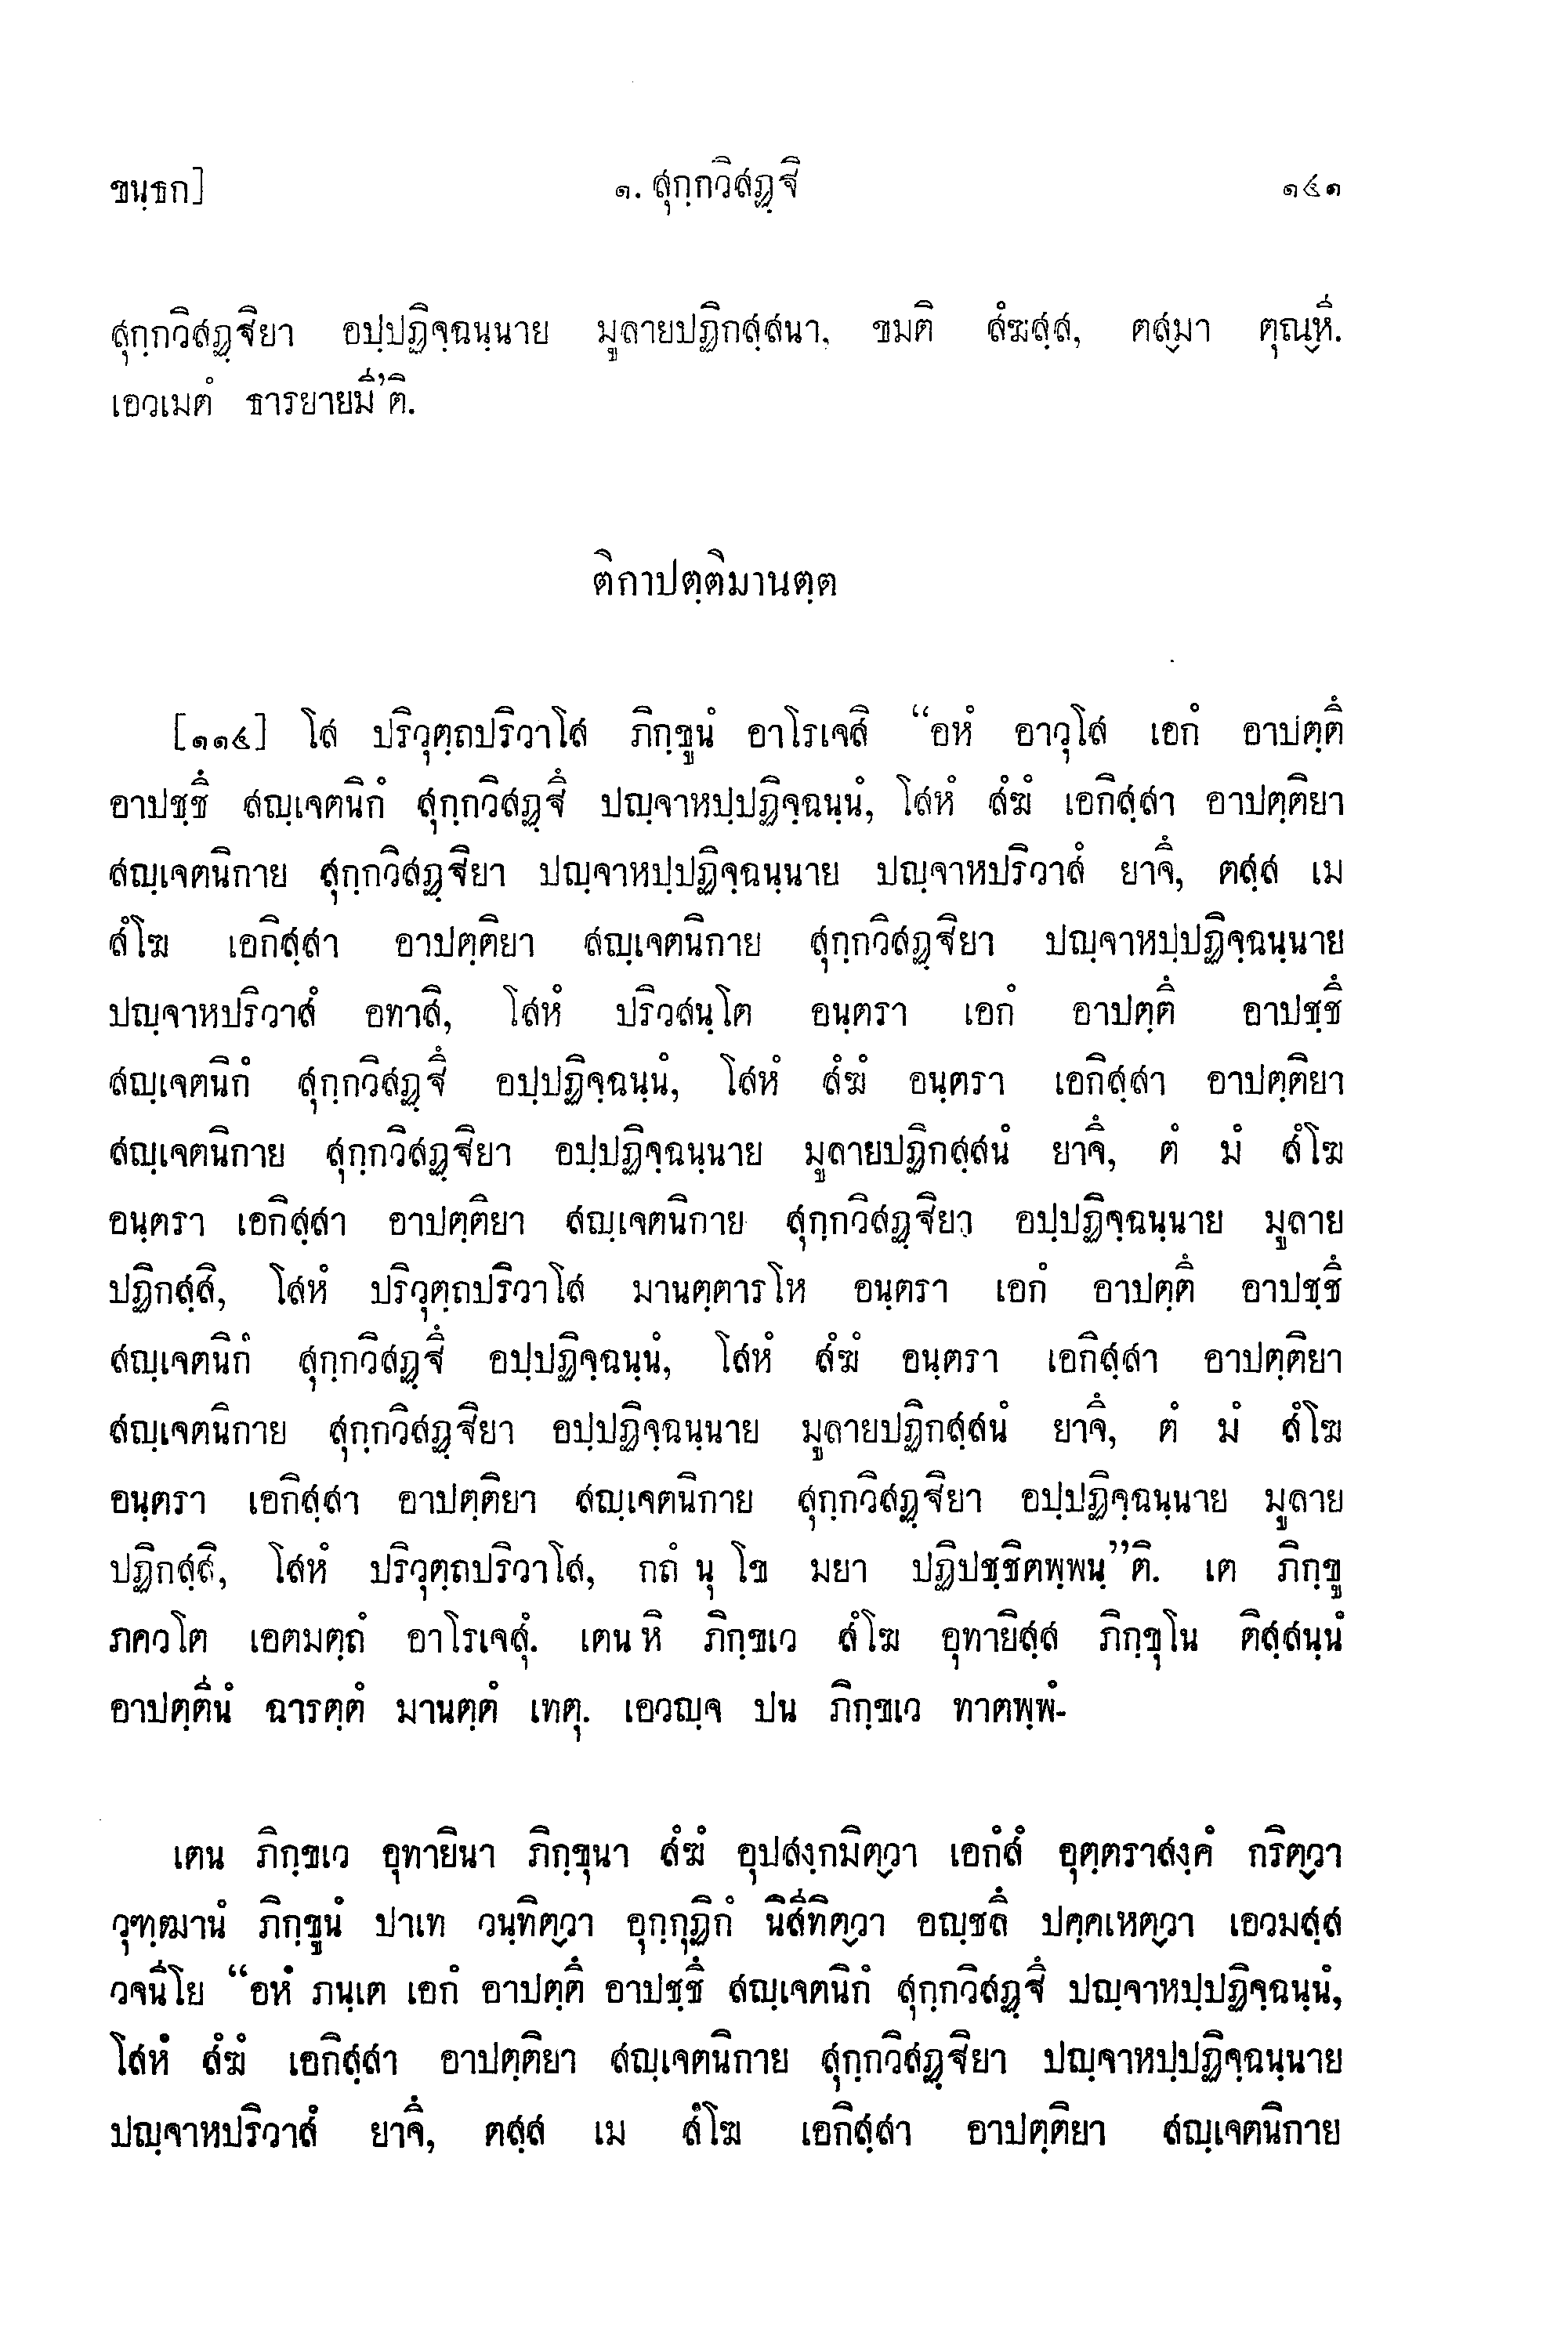 ขนฺธก] ๑. สุกฺกวิสฏฺฐิ ๑๔๑
สุกฺกวิสฏฺฐิยา อปฺปฏิจฺฉนฺนาย มูลายปฏิกสฺสนา, ขมติ สํฆสฺส, ตสฺมา ตุณฺหี.
เอวเมตํ ธารยายมี’ติ.
ติกาปตฺติมานตฺต
[๑๑๔] โส ปริวุตฺถปริวาโส ภิกฺขูนํ อาโรเจสิ “อหํ อาวุโส เอกํ อาปตฺตึ
อาปชฺชึ สญฺเจตนิกํ สุกฺกวิสฏฺฐึ ปญฺจาหปฺปฏิจฺฉนฺนํ, โสหํ สํฆํ เอกิสฺสา อาปตฺติยา
สญฺเจตนิกาย สุกฺกวิสฏฺฐิยา ปญฺจาหปฺปฏิจฺฉนฺนาย ปญฺจาหปริวาสํ ยาจึ, ตสฺส เม
สํโฆ เอกิสฺสา อาปตฺติยา สญฺเจตนิกาย สุกฺกวิสฏฺฐิยา ปญฺจาหปฺปฏิจฺฉนฺนาย
ปญฺจาหปริวาสํ อทาสิ, โสหํ ปริวสนฺโต อนฺตรา เอกํ อาปตฺตึ อาปชฺชึ
สญฺเจตนิกํ สุกฺกวิสฏฺฐึ อปฺปฏิจฺฉนฺนํ, โสหํ สํฆํ อนฺตรา เอกิสฺสา อาปตฺติยา
สญฺเจตนิกาย สุกฺกวิสฏฺฐิยา อปฺปฏิจฺฉนฺนาย มูลายปฏิกสฺสนํ ยาจึ, ตํ มํ สํโฆ
อนฺตรา เอกิสฺสา อาปตฺติยา สญฺเจตนิกาย สุกฺกวิสฏฺฐิยา อปฺปฏิจฺฉนฺนาย มูลาย
ปฏิกสฺสิ, โสหํ ปริวุตฺถปริวาโส มานตฺตารโห อนฺตรา เอกํ อาปตฺตึ อาปชฺชึ
สญฺเจตนิกํ สุกฺกวิสฏฺฐึ อปฺปฏิจฺฉนฺนํ, โสหํ สํฆํ อนฺตรา เอกิสฺสา อาปตฺติยา
สญฺเจตนิกาย สุกฺกวิสฏฺฐิยา อปฺปฏิจฺฉนฺนาย มูลายปฏิกสฺสนํ ยาจึ, ตํ มํ สํโฆ
อนฺตรา เอกิสฺสา อาปตฺติยา สญฺเจตนิกาย สุกฺกวิสฏฺฐิยา อปฺปฏิจฺฉนฺนาย มูลาย
ปฏิกสฺสิ, โสหํ ปริวุตฺถปริวาโส, กถํ นุ โข มยา ปฏิปชฺชิตพฺพนฺ”ติ. เต ภิกฺขู
ภควโต เอตมตฺถํ อาโรเจสุํ. เตน หิ ภิกฺขเว สํโฆ อุทายิสฺส ภิกฺขุโน ติสฺสนฺนํ
อาปตฺตีนํ ฉารตฺตํ มานตฺตํ เทตุ. เอวญฺจ ปน ภิกฺขเว ทาตพฺพํ-
เตน ภิกฺขเว อุทายินา ภิกฺขุนา สํฆํ อุปสงฺกมิตฺวา เอกํสํ อุตฺตราสงฺคํ กริตฺวา
วุฑฺฒานํ ภิกฺขูนํ ปาเท วนฺทิตฺวา อุกฺกุฏิกํ นิสีทิตฺวา อญฺชลึ ปคฺคเหตฺวา เอวมสฺส
วจนีโย “อหํ ภนฺเต เอกํ อาปตฺตึ อาปชฺชึ สญฺเจตนิกํ สุกฺกวิสฏฺฐึ ปญฺจาหปฺปฏิจฺฉนฺนํ,
โสหํ สํฆํ เอกิสฺสา อาปตฺติยา สญฺเจตนิกาย สุกฺกวิสฏฺฐิยา ปญฺจาหปฺปฏิจฺฉนฺนาย
ปญฺจาหปริวาสํ ยาจึ, ตสฺส เม สํโฆ เอกิสฺสา อาปตฺติยา สญฺเจตนิกาย